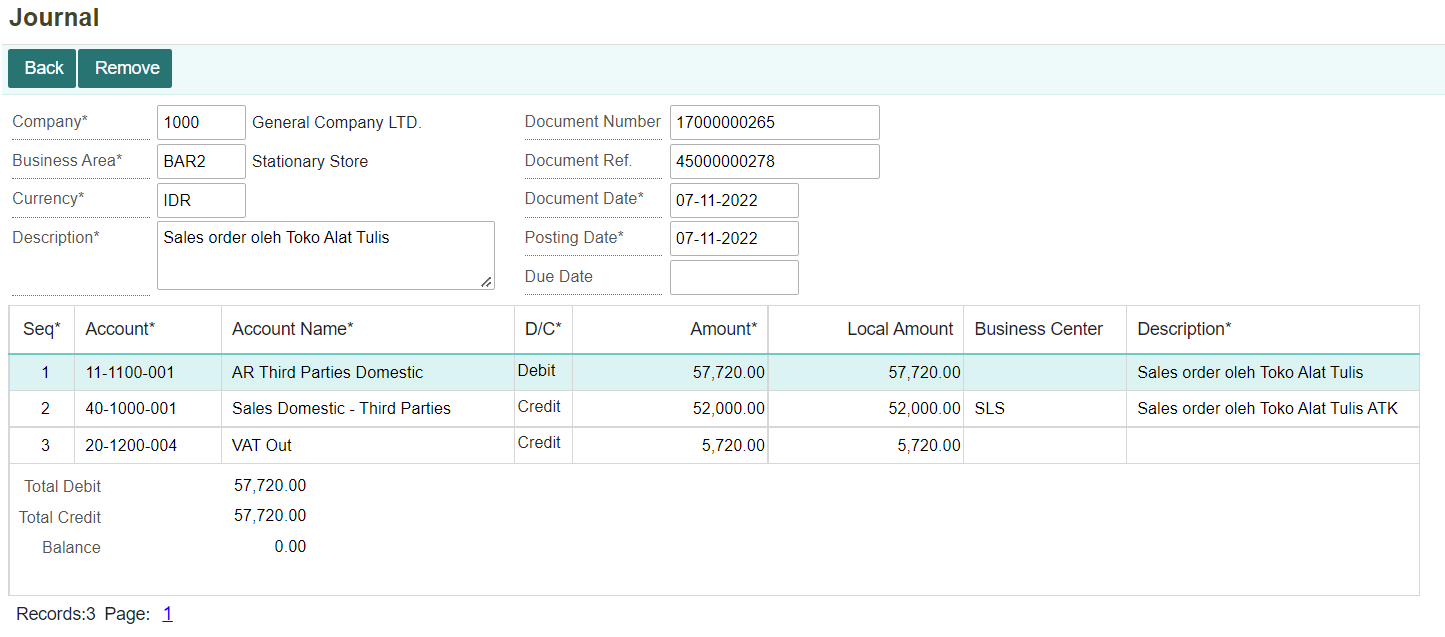 Journal
Back Remove
Company* 1000 General Company LTD. Document Number 17000000265
Business Area* BAR2 Stationary Store Document Ref. 45000000278
Currency* IDR Document Date* 07-11-2022
Description* Sales order oleh Toko Alat Tulis Posting Date* 07-11-2022
Due Date
Seq* Account* Account Name* D/C* Amount* Local Amount Business Center Description*
1 11-1100-001 AR Third Parties Domestic Debit 57,720.00 57,720.00 Sales order oleh Toko Alat Tulis
2 40-1000-001 Sales Domestic - Third Parties Credit 52,000.00 52,000.00 SLS Sales order oleh Toko Alat Tulis ATK
3 20-1200-004 VAT Out Credit 5,720.00 5,720.00
Total Debit 57,720.00
Total Credit 57,720.00
Balance 0.00
Records:3 Page: 1